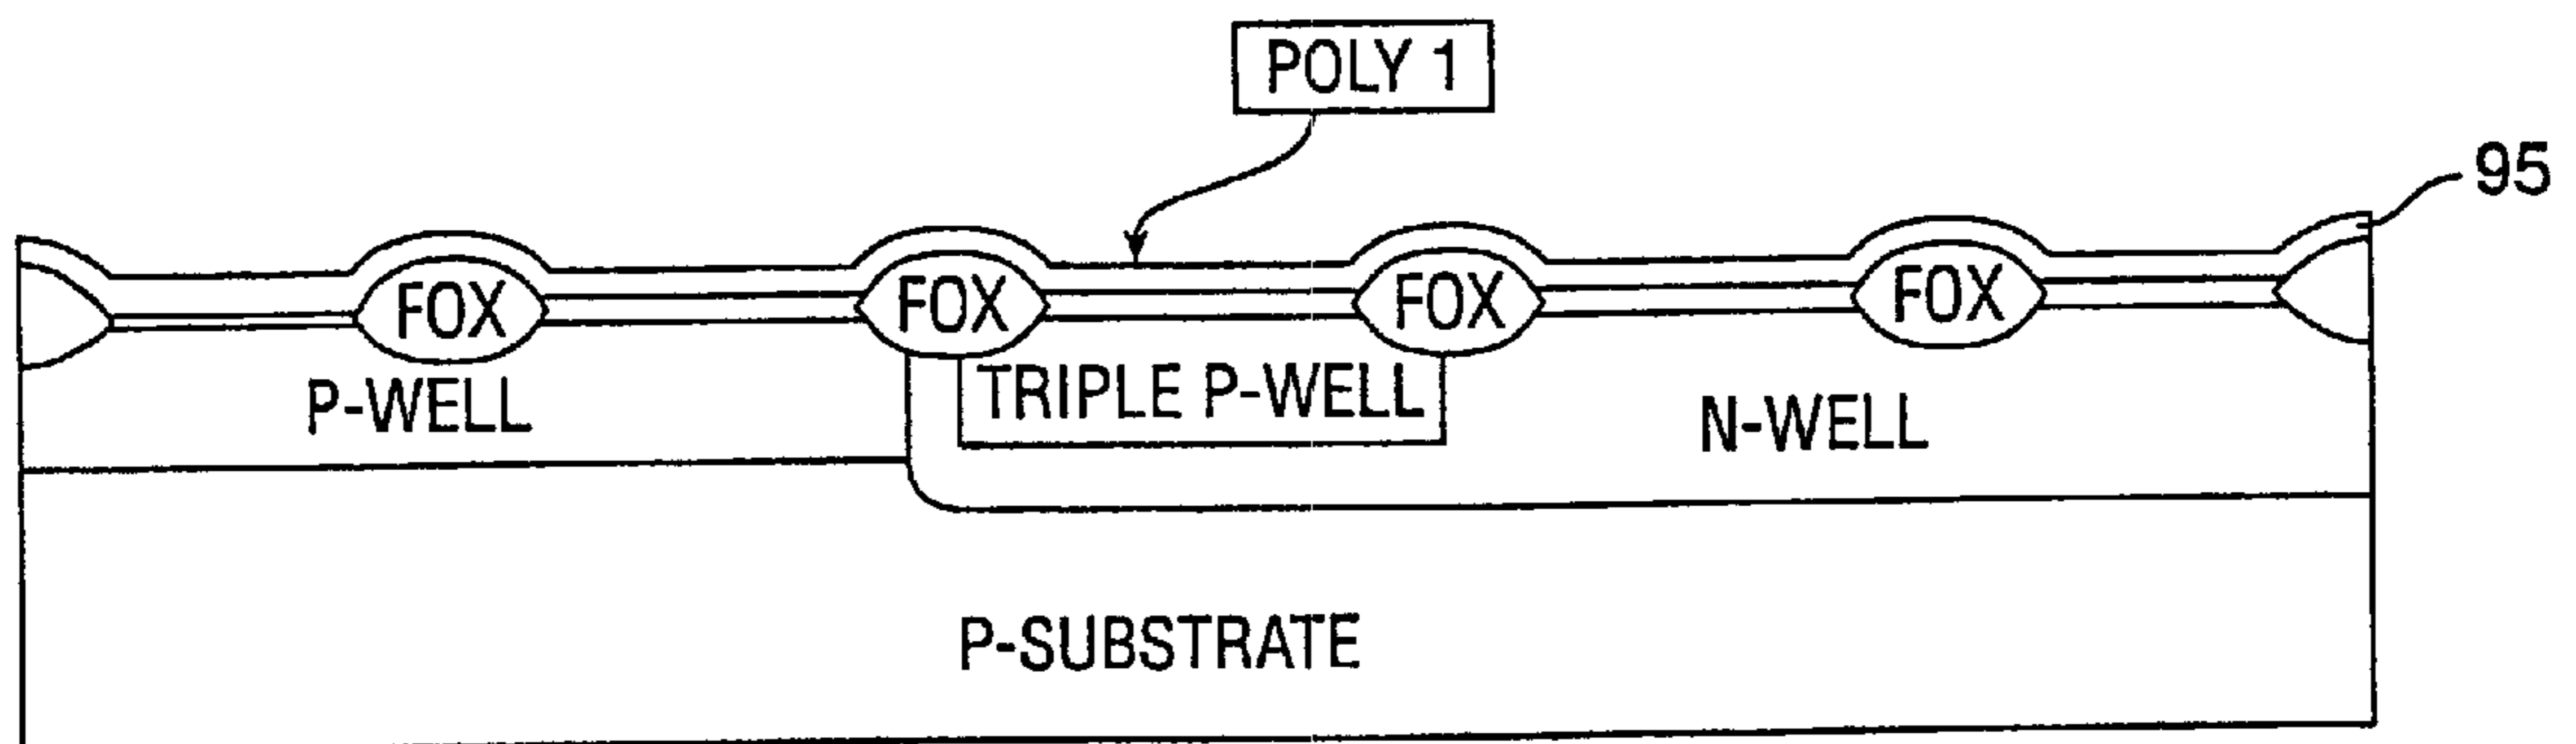 POLY 1
95
FOX FOX FOX FOX
P-WELL TRIPLE P-WELL N-WELL
P-SUBSTRATE